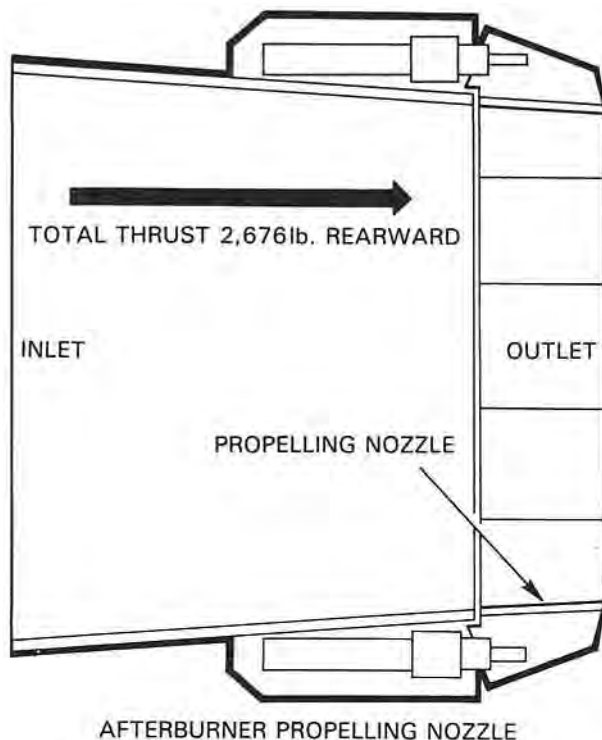 TOTAL THRUST 2,676lb. REARWARD
INLET
OUTLET
PROPELLING NOZZLE
AFTERBURNER PROPELLING NOZZLE